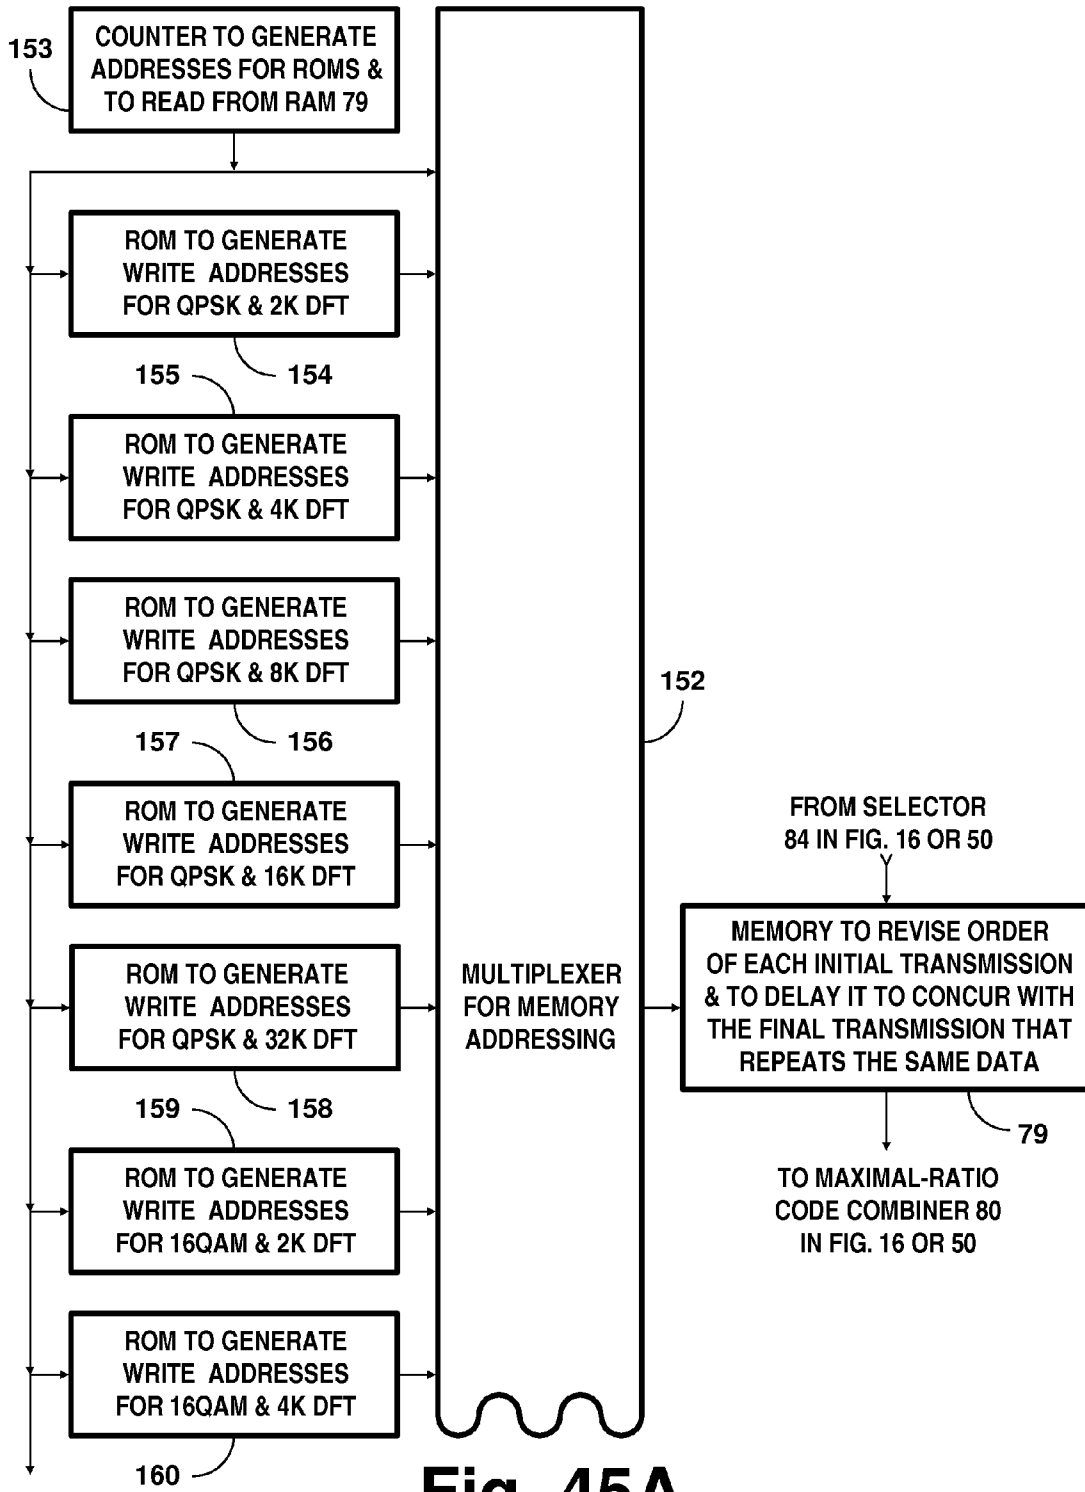 153
COUNTER TO GENERATE
ADDRESSES FOR ROMS &
TO READ FROM RAM 79
ROM TO GENERATE
WRITE ADDRESSES
FOR QPSK & 2K DFT
154
155
ROM TO GENERATE
WRITE ADDRESSES
FOR QPSK & 4K DFT
ROM TO GENERATE
WRITE ADDRESSES
FOR QPSK & 8K DFT
156
157
ROM TO GENERATE
WRITE ADDRESSES
FOR QPSK & 16K DFT
ROM TO GENERATE
WRITE ADDRESSES
FOR QPSK & 32K DFT
158
159
ROM TO GENERATE
WRITE ADDRESSES
FOR 16QAM & 2K DFT
ROM TO GENERATE
WRITE ADDRESSES
FOR 16QAM & 4K DFT
160
MULTIPLEXER
FOR MEMORY
ADDRESSING
152
FROM SELECTOR
84 IN FIG. 16 OR 50
MEMORY TO REVISE ORDER
OF EACH INITIAL TRANSMISSION
& TO DELAY IT TO CONCUR WITH
THE FINAL TRANSMISSION THAT
REPEATS THE SAME DATA
79
TO MAXIMAL-RATIO
CODE COMBINER 80
IN FIG. 16 OR 50
Fig. 45A